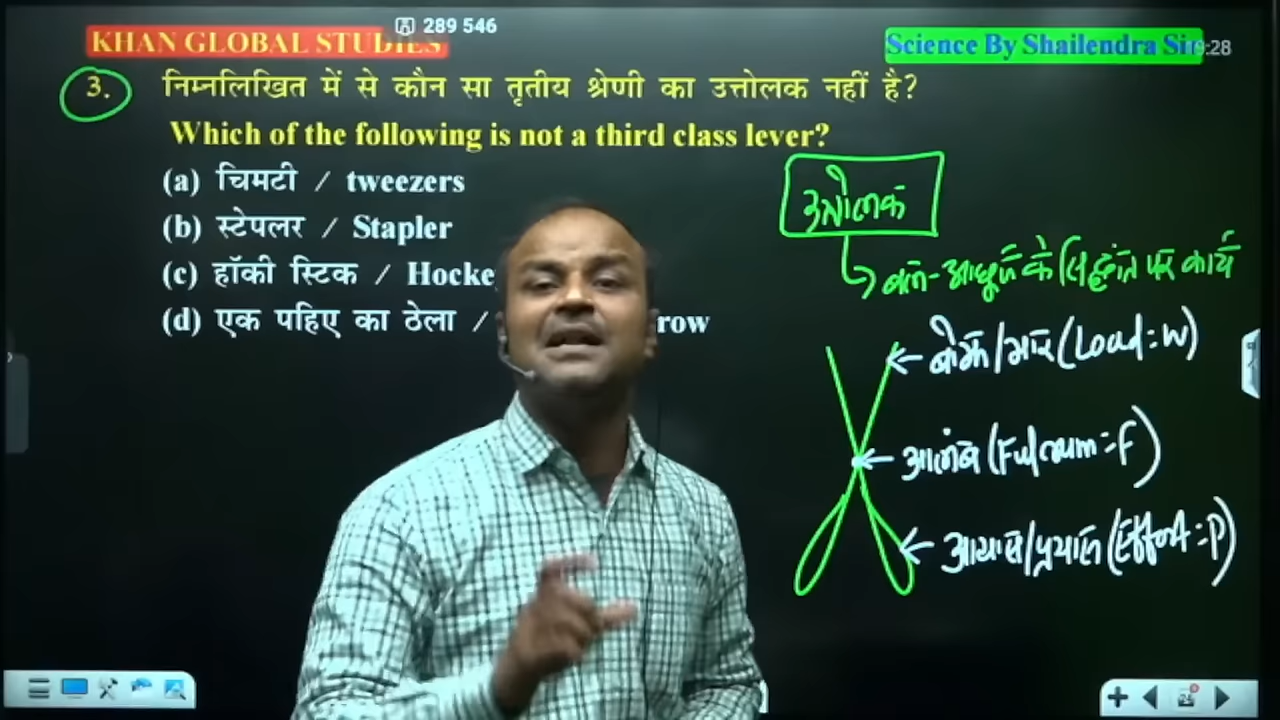 289 546
KHAN GLOBAL STUDIES
Science By Shailendra Sir
9:28
3. निम्नलिखित में से कौन सा तृतीय श्रेणी का उत्तोलक नहीं है?
Which of the following is not a third class lever?
(a) चिमटी / tweezers
(b) स्टेपलर / Stapler
(c) हॉकी स्टिक / Hocke
(d) एक पहिए का ठेला / row
उत्तोलक
बल-आघूर्ण के सिद्धांत पर कार्य
बोझ/भार (Load=W)
आलंब (Fulcrum=F)
आयास/प्रयास (Effort=P)